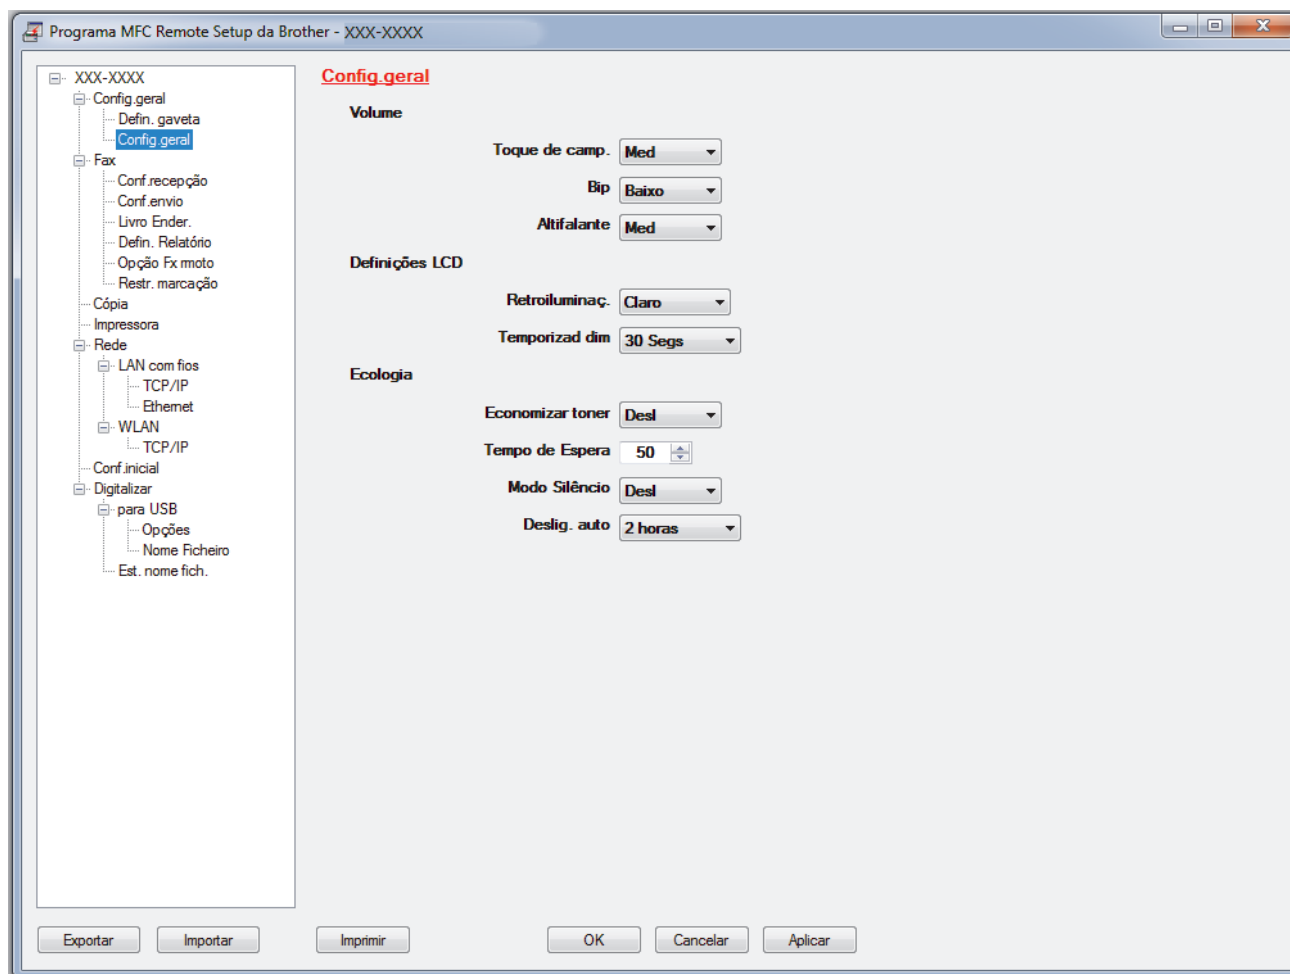 Programa MFC Remote Setup da Brother - XXX-XXXX
XXX-XXXX
Config.geral
Defin. gaveta
Config.geral
Fax
Conf.recepção
Conf.envio
Livro Ender.
Defin. Relatório
Opção Fx rmoto
Restr. marcação
Cópia
Impressora
Rede
LAN com fios
TCP/IP
Ethernet
WLAN
TCP/IP
Conf.inicial
Digitalizar
para USB
Opções
Nome Ficheiro
Est. nome fich.
Config.geral
Volume
Toque de camp. Med
Bip Baixo
Altifalante Med
Definições LCD
Retroiluminaç. Claro
Temporizad dim 30 Segs
Ecologia
Economizar toner Desl
Tempo de Espera 50
Modo Silêncio Desl
Deslig. auto 2 horas
Exportar Importar Imprimir OK Cancelar Aplicar